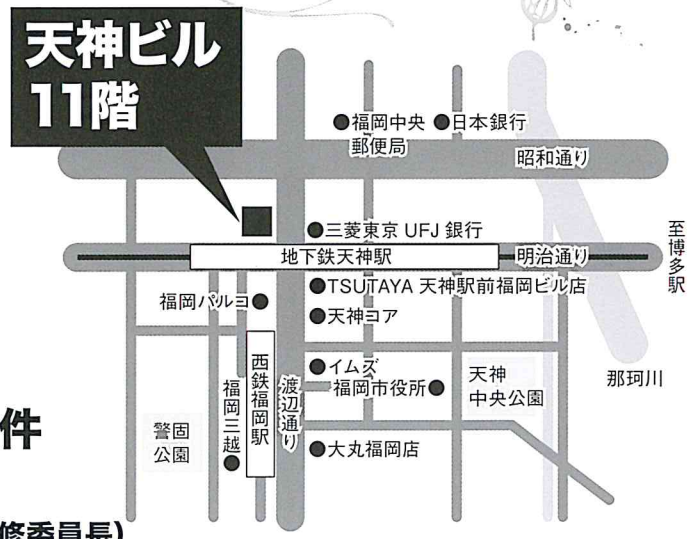 天神ビル
11階
●福岡中央
郵便局
●日本銀行
昭和通り
●三菱東京 UFJ 銀行
地下鉄天神駅
明治通り
至博多駅
●TSUTAYA 天神駅前福岡ビル店
福岡パルコ●
●天神コア
●イムズ
福岡市役所●
天神
中央公園
那珂川
西鉄福岡駅
渡辺通り
福岡三越●
警固
公園
●大丸福岡店
件
修委員長)